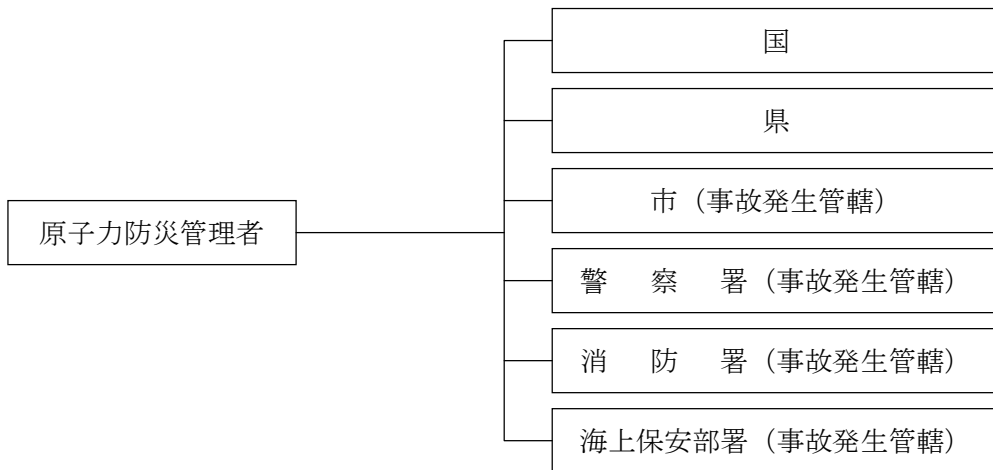 国
県
市（事故発生管轄）
原子力防災管理者
警察署（事故発生管轄）
消防署（事故発生管轄）
海上保安部署（事故発生管轄）